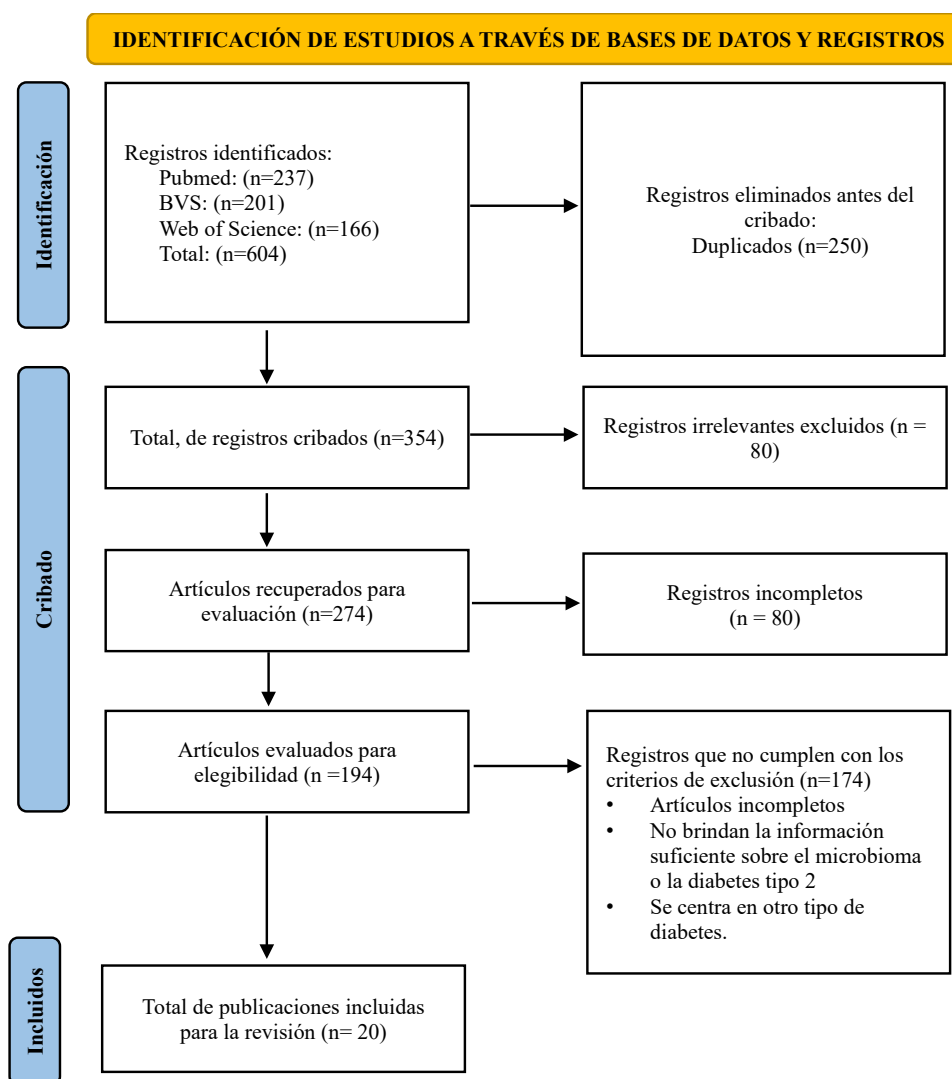 IDENTIFICACIÓN DE ESTUDIOS A TRAVÉS DE BASES DE DATOS Y REGISTROS
Identificación
Registros identificados:
Pubmed: (n=237)
BVS: (n=201)
Web of Science: (n=166)
Total: (n=604)
Registros eliminados antes del
cribado:
Duplicados (n=250)
Cribado
Total, de registros cribados (n=354)
Registros irrelevantes excluidos (n =
80)
Artículos recuperados para
evaluación (n=274)
Registros incompletos
(n = 80)
Artículos evaluados para
elegibilidad (n =194)
Registros que no cumplen con los
criterios de exclusión (n=174)
• Artículos incompletos
• No brindan la información
suficiente sobre el microbioma
o la diabetes tipo 2
• Se centra en otro tipo de
diabetes.
Incluidos
Total de publicaciones incluidas
para la revisión (n= 20)